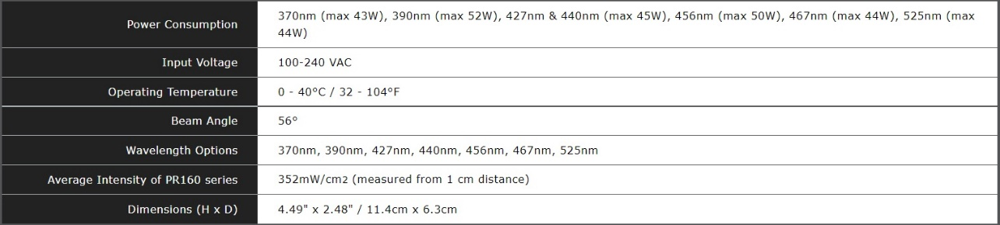 Power Consumption
370nm (max 43W), 390nm (max 52W), 427nm & 440nm (max 45W), 456nm (max 50W), 467nm (max 44W), 525nm (max
44W)
Input Voltage
100-240 VAC
Operating Temperature
0 - 40°C / 32 - 104°F
Beam Angle
56°
Wavelength Options
370nm, 390nm, 427nm, 440nm, 456nm, 467nm, 525nm
Average Intensity of PR160 series
352mW/cm2 (measured from 1 cm distance)
Dimensions (H x D)
4.49" x 2.48" / 11.4cm x 6.3cm